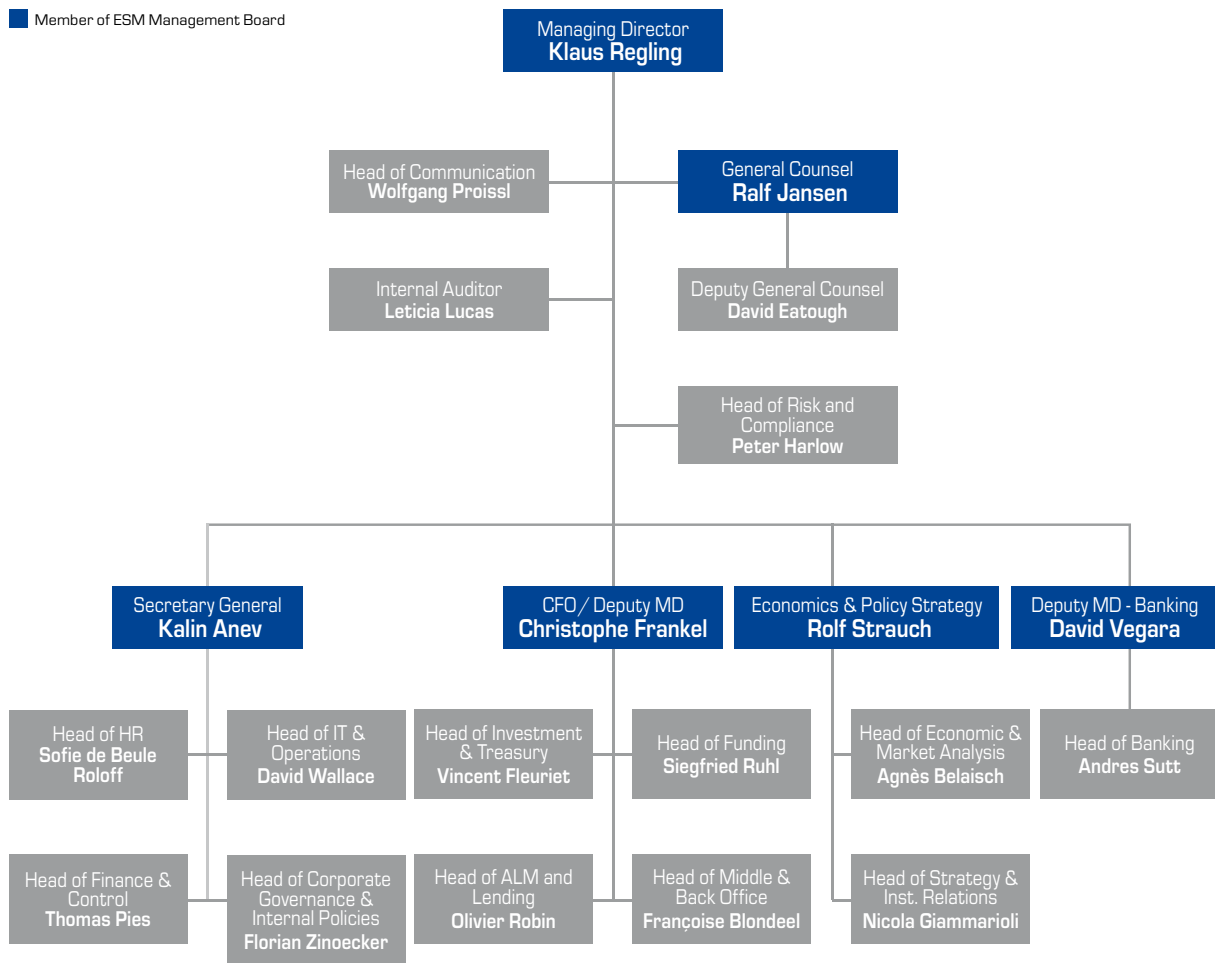 Member of ESM Management Board
Managing Director
Klaus Regling
Head of Communication
Wolfgang Proissl
General Counsel
Ralf Jansen
Internal Auditor
Leticia Lucas
Deputy General Counsel
David Eatough
Head of Risk and
Compliance
Peter Harlow
Secretary General
Kalin Anev
CFO / Deputy MD
Christophe Frankel
Economics & Policy Strategy
Rolf Strauch
Deputy MD - Banking
David Vegara
Head of HR
Sofie de Beule
Roloff
Head of IT &
Operations
David Wallace
Head of Investment
& Treasury
Vincent Fleuriet
Head of Funding
Siegfried Ruhl
Head of Economic &
Market Analysis
Agnès Belaisch
Head of Banking
Andres Sutt
Head of Finance &
Control
Thomas Pies
Head of Corporate
Governance &
Internal Policies
Florian Zinoecker
Head of ALM and
Lending
Olivier Robin
Head of Middle &
Back Office
Françoise Blondeel
Head of Strategy &
Inst. Relations
Nicola Giammarioli